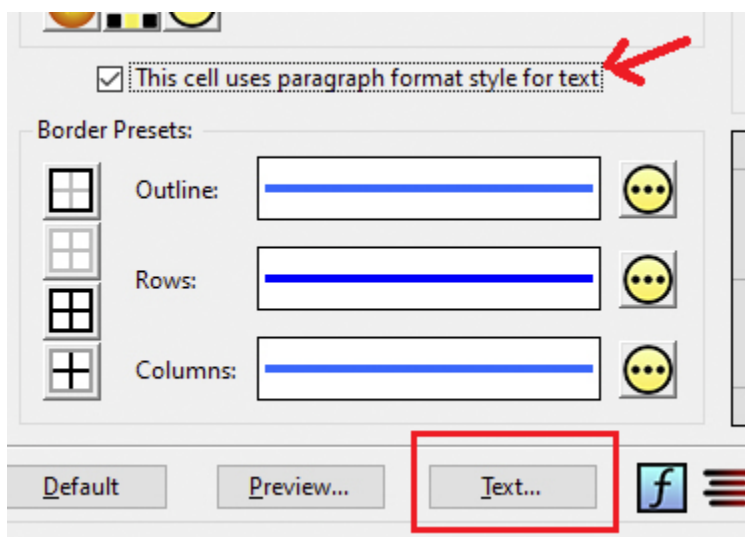 This cell uses paragraph format style for text
Border Presets:
Outline:
Rows:
Columns:
Default
Preview...
Text...
f